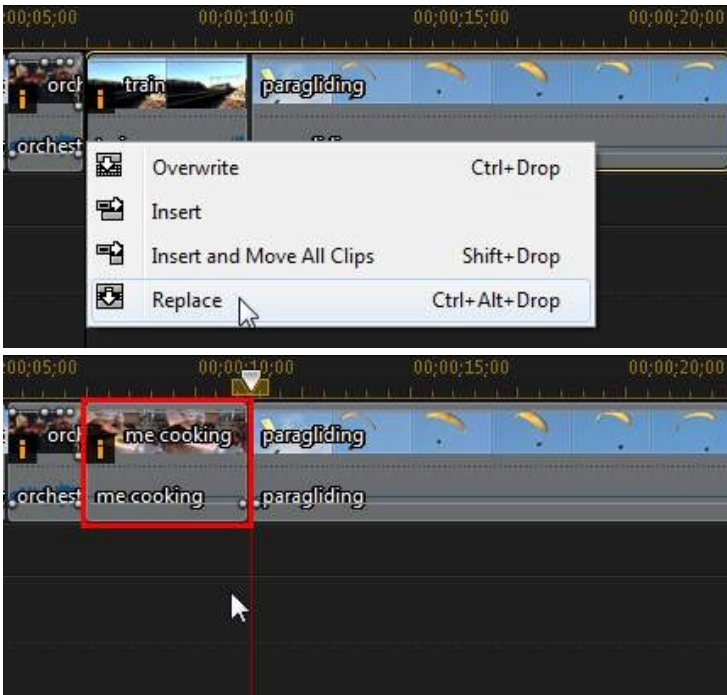 00;05;00 00;00;10;00 00;00;15;00 00;00;20;00
orch train paragliding
orchest
Overwrite Ctrl+Drop
Insert
Insert and Move All Clips Shift+Drop
Replace Ctrl+Alt+Drop
00;05;00 00;00;10;00 00;00;15;00 00;00;20;00
orch me cooking paragliding
orchest me cooking paragliding